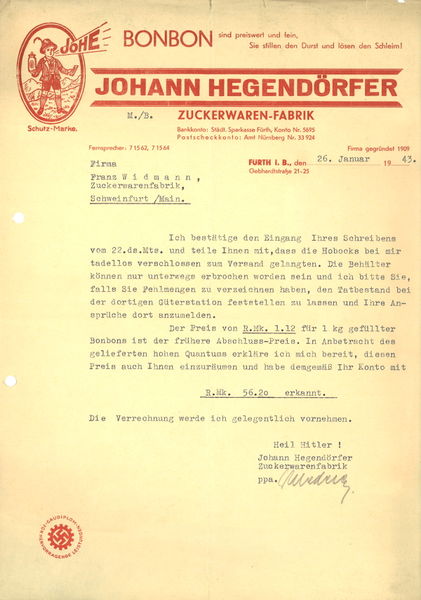 JÖHE
BONBON sind preiswert und fein,
Sie stillen den Durst und lösen den Schleim!
JOHANN HEGENDÖRFER
Schutz-Marke.
M./B.
ZUCKERWAREN-FABRIK
Bankkonto: Städt. Sparkasse Fürth, Konto Nr. 5695
Postscheckkonto: Amt Nürnberg Nr. 33 924
Fernsprecher: 7 15 62, 7 15 64
Firma gegründet 1909
FÜRTH I. B., den 26. Januar 1943.
Gebhardtstraße 21-25
Firma
Franz Widmann,
Zuckerwarenfabrik,
Schweinfurt /Main.
Ich bestätige den Eingang Ihres Schreibens
vom 22.ds.Mts. und teile Ihnen mit,dass die Hobocks bei mir
tadellos verschlossen zum Versand gelangten. Die Behälter
können nur unterwegs erbrochen worden sein und ich bitte Sie,
falls Sie Fehlmengen zu verzeichnen haben, den Tatbestand bei
der dortigen Güterstation feststellen zu lassen und Ihre An-
sprüche dort anzumelden.
Der Preis von R.Mk. 1.12 für 1 kg gefüllter
Bonbons ist der frühere Abschluss-Preis. In Anbetracht des
gelieferten hohen Quantums erkläre ich mich bereit, diesen
Preis auch Ihnen einzuräumen und habe demgemäß Ihr Konto mit
R.Mk. 56.20 erkannt.
Die Verrechnung werde ich gelegentlich vornehmen.
Heil Hitler !
Johann Hegendörfer
Zuckerwarenfabrik
ppa.